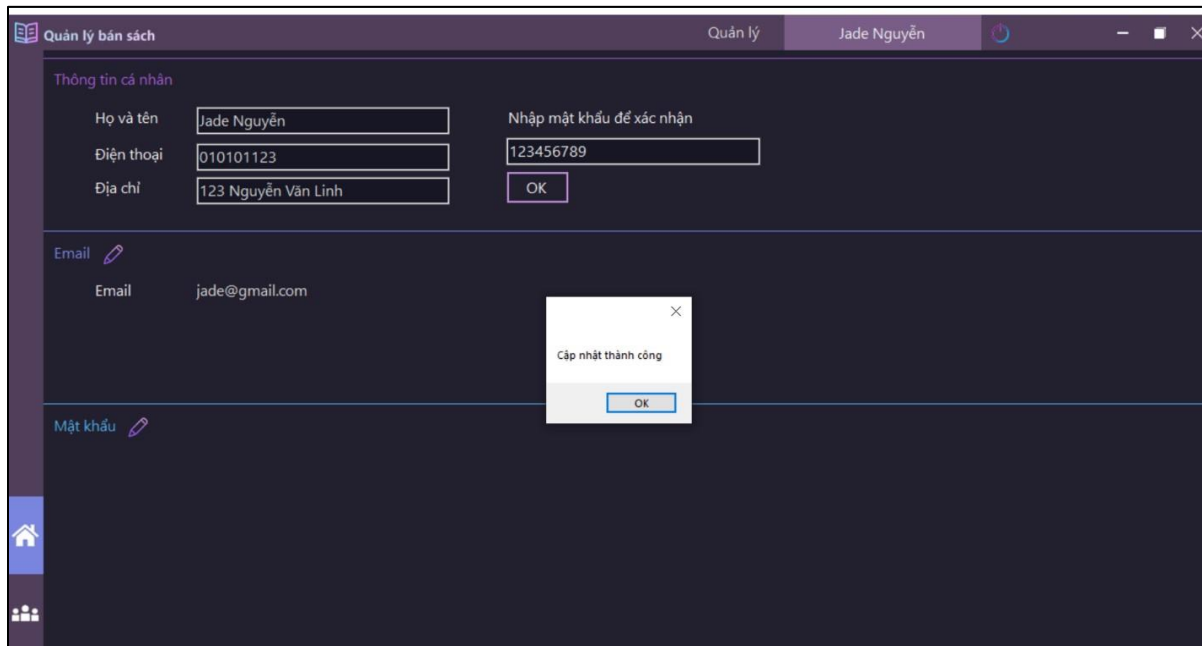 Quản lý bán sách Quản lý Jade Nguyễn
Thông tin cá nhân
Họ và tên Jade Nguyễn Nhập mật khẩu để xác nhận
Điện thoại 010101123 123456789
Địa chỉ 123 Nguyễn Văn Linh OK
Email
Email jade@gmail.com
Cập nhật thành công
OK
Mật khẩu